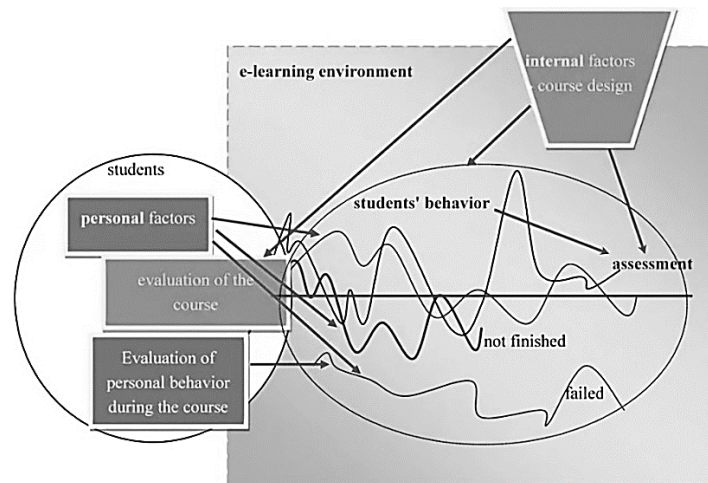 e-learning environment
internal factors
- course design
students
personal factors
students' behavior
assessment
evaluation of the
course
not finished
Evaluation of
personal behavior
during the course
failed